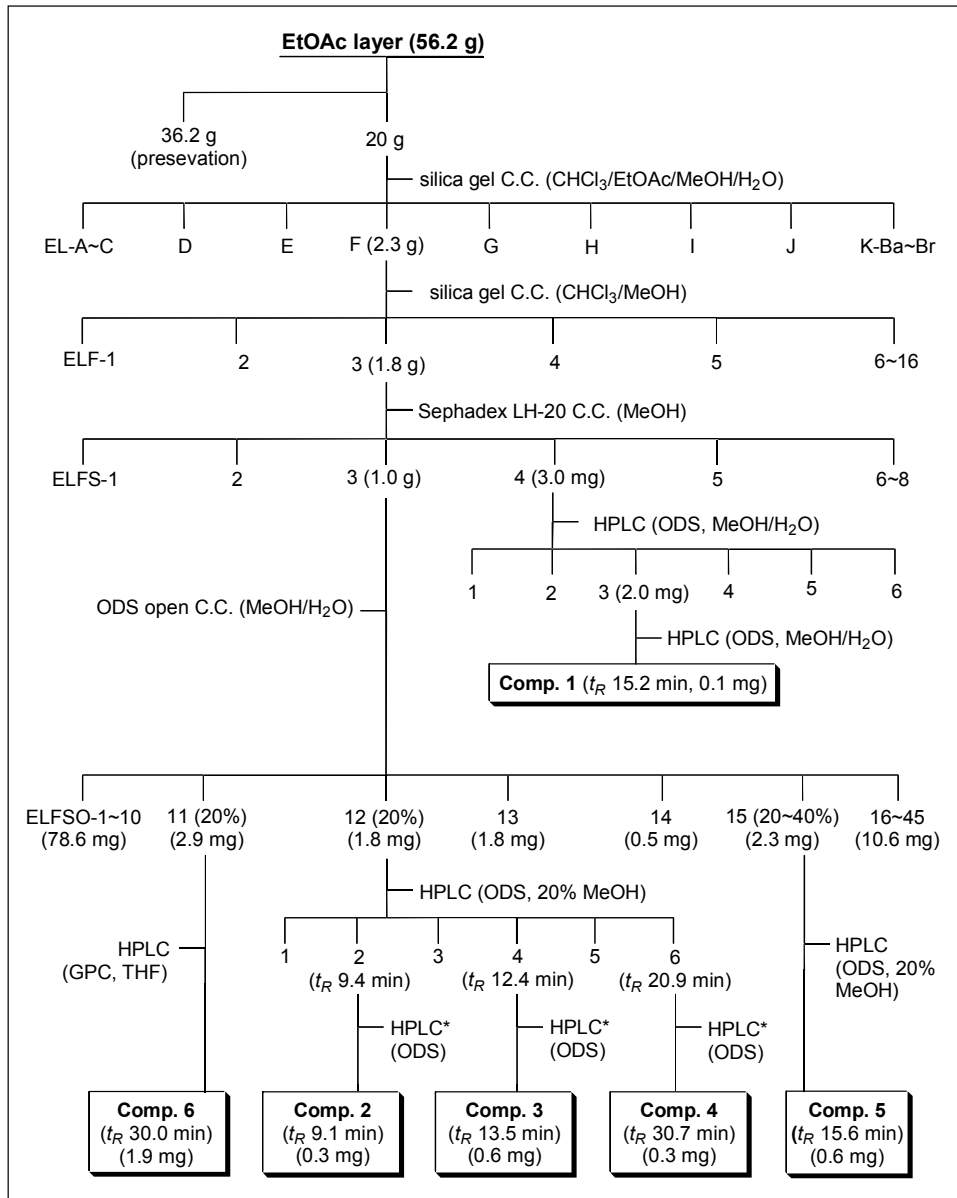 EtOAc layer (56.2 g)
36.2 g
(presevation)
20 g
silica gel C.C. (CHCl3/EtOAc/MeOH/H2O)
EL-A~C D E F (2.3 g) G H I J K-Ba~Br
silica gel C.C. (CHCl3/MeOH)
ELF-1 2 3 (1.8 g) 4 5 6~16
Sephadex LH-20 C.C. (MeOH)
ELFS-1 2 3 (1.0 g) 4 (3.0 mg) 5 6~8
HPLC (ODS, MeOH/H2O)
1 2 3 (2.0 mg) 4 5 6
ODS open C.C. (MeOH/H2O)
HPLC (ODS, MeOH/H2O)
Comp. 1 (tR 15.2 min, 0.1 mg)
ELFSO-1~10 11 (20%) 12 (20%) 13 14 15 (20~40%) 16~45
(78.6 mg) (2.9 mg) (1.8 mg) (1.8 mg) (0.5 mg) (2.3 mg) (10.6 mg)
HPLC (ODS, 20% MeOH)
1 2 3 4 5 6
(tR 9.4 min) (tR 12.4 min) (tR 20.9 min)
HPLC
(GPC, THF)
HPLC
(ODS, 20%
MeOH)
HPLC* HPLC* HPLC*
(ODS) (ODS) (ODS)
Comp. 6 Comp. 2 Comp. 3 Comp. 4 Comp. 5
(tR 30.0 min) (tR 9.1 min) (tR 13.5 min) (tR 30.7 min) (tR 15.6 min)
(1.9 mg) (0.3 mg) (0.6 mg) (0.3 mg) (0.6 mg)